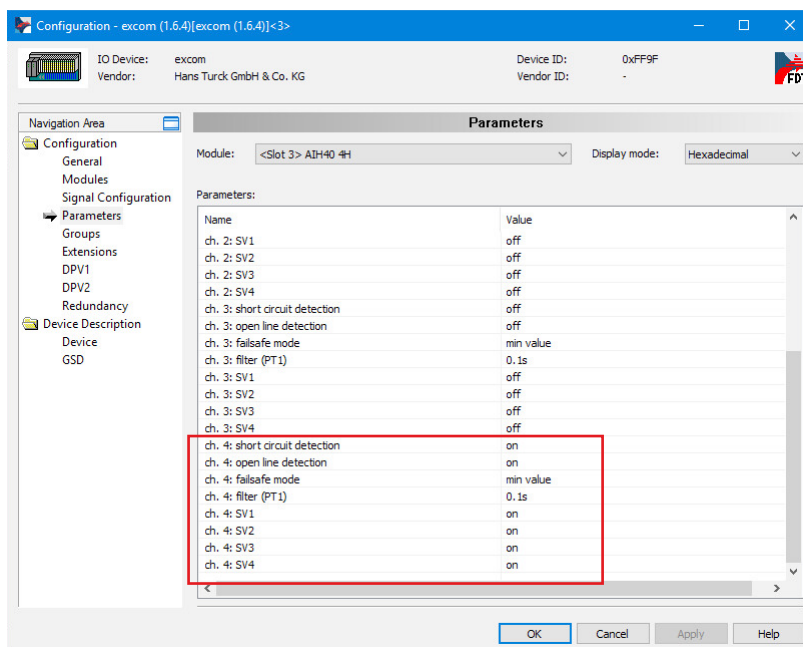 Configuration - excom (1.6.4)[excom (1.6.4)]<3>
IO Device: excom Device ID: 0xFF9F
Vendor: Hans Turck GmbH & Co. KG Vendor ID: -
FDT
Navigation Area
Configuration
General
Modules
Signal Configuration
Parameters
Groups
Extensions
DPV1
DPV2
Redundancy
Device Description
Device
GSD
Parameters
Module: <Slot 3> AIH40 4H Display mode: Hexadecimal
Parameters:
Name Value
ch. 2: SV1 off
ch. 2: SV2 off
ch. 2: SV3 off
ch. 2: SV4 off
ch. 3: short circuit detection off
ch. 3: open line detection off
ch. 3: failsafe mode min value
ch. 3: filter (PT1) 0.1s
ch. 3: SV1 off
ch. 3: SV2 off
ch. 3: SV3 off
ch. 3: SV4 off
ch. 4: short circuit detection on
ch. 4: open line detection on
ch. 4: failsafe mode min value
ch. 4: filter (PT1) 0.1s
ch. 4: SV1 on
ch. 4: SV2 on
ch. 4: SV3 on
ch. 4: SV4 on
OK Cancel Apply Help